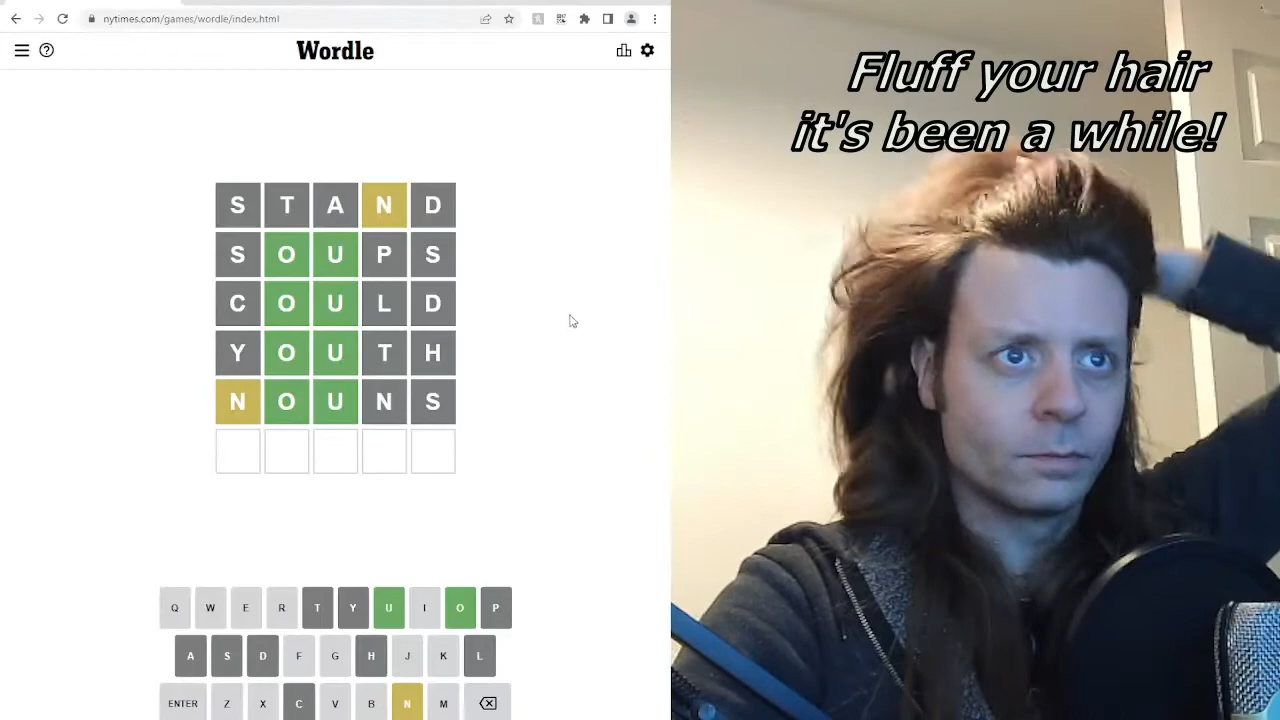 nytimes.com/games/wordle/index.html
Wordle
Fluff your hair
it's been a while!
S T A N D
S O U P S
C O U L D
Y O U T H
N O U N S
Q W E R T Y U I O P
A S D F G H J K L
ENTER Z X C V B N M